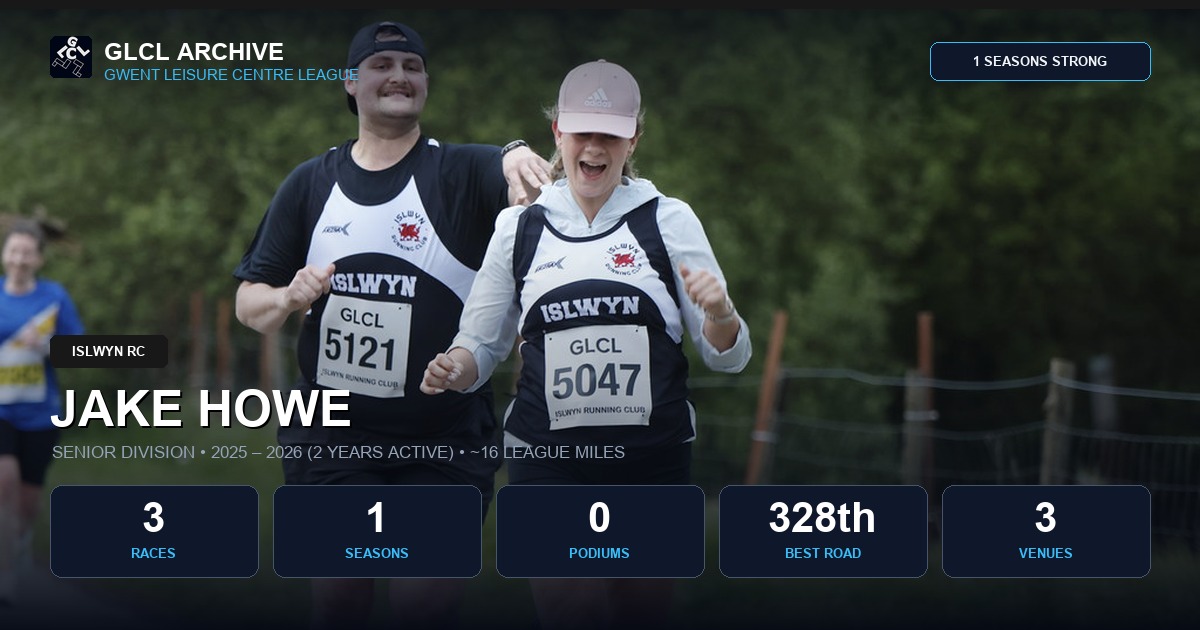 GLCL ARCHIVE
GWENT LEISURE CENTRE LEAGUE
1 SEASONS STRONG
adidas
ISLWYN
RUNNING CLUB
ISLWYN
RUNNING CLUB
ISLWYN
GLCL
5121
ISLWYN RUNNING CLUB
ISLWYN
GLCL
5047
ISLWYN RUNNING CLUB
ISLWYN RC
JAKE HOWE
SENIOR DIVISION • 2025 – 2026 (2 YEARS ACTIVE) • ~16 LEAGUE MILES
3
RACES
1
SEASONS
0
PODIUMS
328th
BEST ROAD
3
VENUES